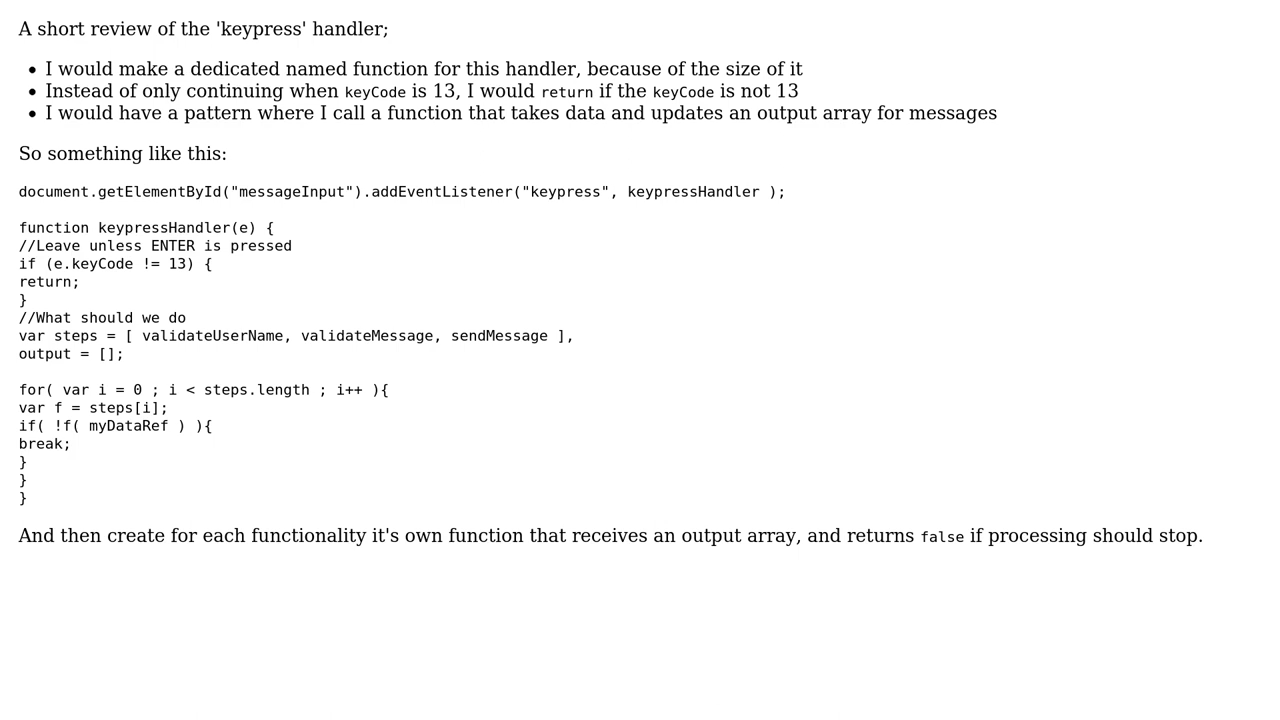 A short review of the 'keypress' handler;
• I would make a dedicated named function for this handler, because of the size of it
• Instead of only continuing when keyCode is 13, I would return if the keyCode is not 13
• I would have a pattern where I call a function that takes data and updates an output array for messages
So something like this:
document.getElementById("messageInput").addEventListener("keypress", keypressHandler );
function keypressHandler(e) {
//Leave unless ENTER is pressed
if (e.keyCode != 13) {
return;
}
//What should we do
var steps = [ validateUserName, validateMessage, sendMessage ],
output = [];
for( var i = 0 ; i < steps.length ; i++ ){
var f = steps[i];
if( !f( myDataRef ) ){
break;
}
}
}
And then create for each functionality it's own function that receives an output array, and returns false if processing should stop.